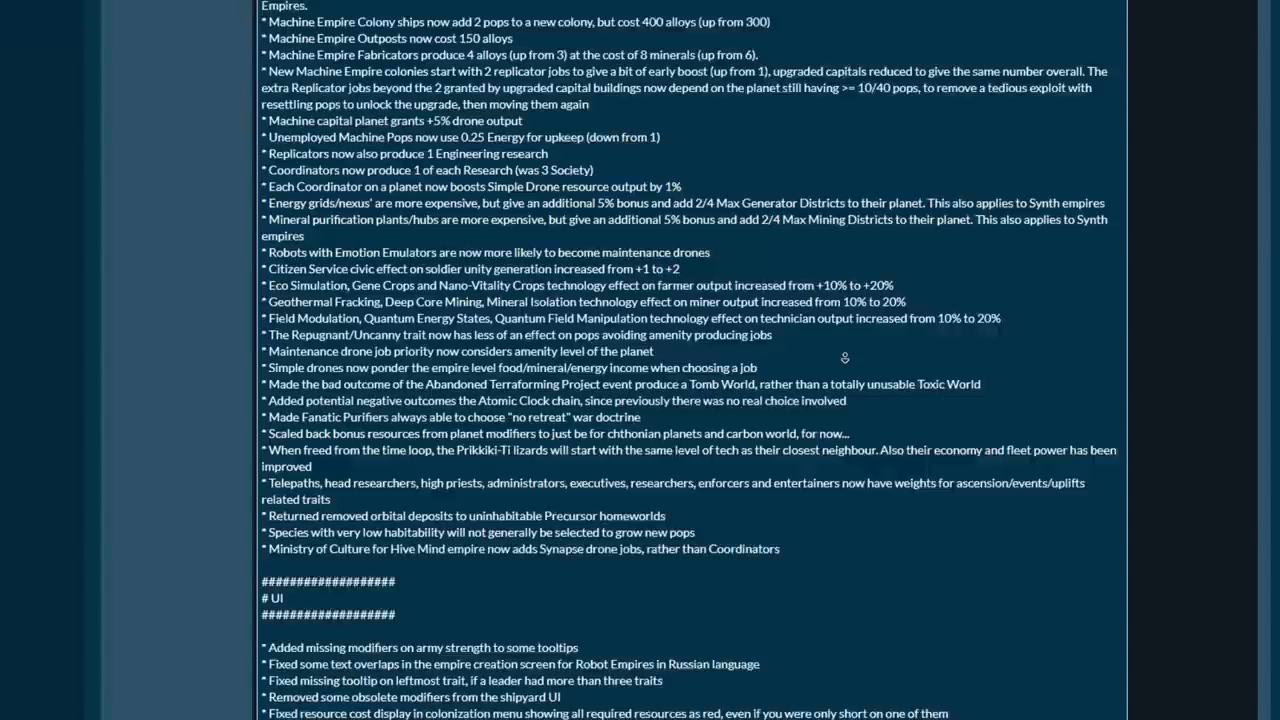 Empires.
* Machine Empire Colony ships now add 2 pops to a new colony, but cost 400 alloys (up from 300)
* Machine Empire Outposts now cost 150 alloys
* Machine Empire Fabricators produce 4 alloys (up from 3) at the cost of 8 minerals (up from 6).
* New Machine Empire colonies start with 2 replicator jobs to give a bit of early boost (up from 1), upgraded capitals reduced to give the same number overall. The
extra Replicator jobs beyond the 2 granted by upgraded capital buildings now depend on the planet still having >= 10/40 pops, to remove a tedious exploit with
resettling pops to unlock the upgrade, then moving them again
* Machine capital planet grants +5% drone output
* Unemployed Machine Pops now use 0.25 Energy for upkeep (down from 1)
* Replicators now also produce 1 Engineering research
* Coordinators now produce 1 of each Research (was 3 Society)
* Each Coordinator on a planet now boosts Simple Drone resource output by 1%
* Energy grids/nexus' are more expensive, but give an additional 5% bonus and add 2/4 Max Generator Districts to their planet. This also applies to Synth empires
* Mineral purification plants/hubs are more expensive, but give an additional 5% bonus and add 2/4 Max Mining Districts to their planet. This also applies to Synth
empires
* Robots with Emotion Emulators are now more likely to become maintenance drones
* Citizen Service civic effect on soldier unity generation increased from +1 to +2
* Eco Simulation, Gene Crops and Nano-Vitality Crops technology effect on farmer output increased from +10% to +20%
* Geothermal Fracking, Deep Core Mining, Mineral Isolation technology effect on miner output increased from 10% to 20%
* Field Modulation, Quantum Energy States, Quantum Field Manipulation technology effect on technician output increased from 10% to 20%
* The Repugnant/Uncanny trait now has less of an effect on pops avoiding amenity producing jobs
* Maintenance drone job priority now considers amenity level of the planet
* Simple drones now ponder the empire level food/mineral/energy income when choosing a job
* Made the bad outcome of the Abandoned Terraforming Project event produce a Tomb World, rather than a totally unusable Toxic World
* Added potential negative outcomes the Atomic Clock chain, since previously there was no real choice involved
* Made Fanatic Purifiers always able to choose "no retreat" war doctrine
* Scaled back bonus resources from planet modifiers to just be for chthonian planets and carbon world, for now...
* When freed from the time loop, the Prikkiki-Ti lizards will start with the same level of tech as their closest neighbour. Also their economy and fleet power has been
improved
* Telepaths, head researchers, high priests, administrators, executives, researchers, enforcers and entertainers now have weights for ascension/events/uplifts
related traits
* Returned removed orbital deposits to uninhabitable Precursor homeworlds
* Species with very low habitability will not generally be selected to grow new pops
* Ministry of Culture for Hive Mind empire now adds Synapse drone jobs, rather than Coordinators
###################
# UI
###################
* Added missing modifiers on army strength to some tooltips
* Fixed some text overlaps in the empire creation screen for Robot Empires in Russian language
* Fixed missing tooltip on leftmost trait, if a leader had more than three traits
* Removed some obsolete modifiers from the shipyard UI
* Fixed resource cost display in colonization menu showing all required resources as red, even if you were only short on one of them